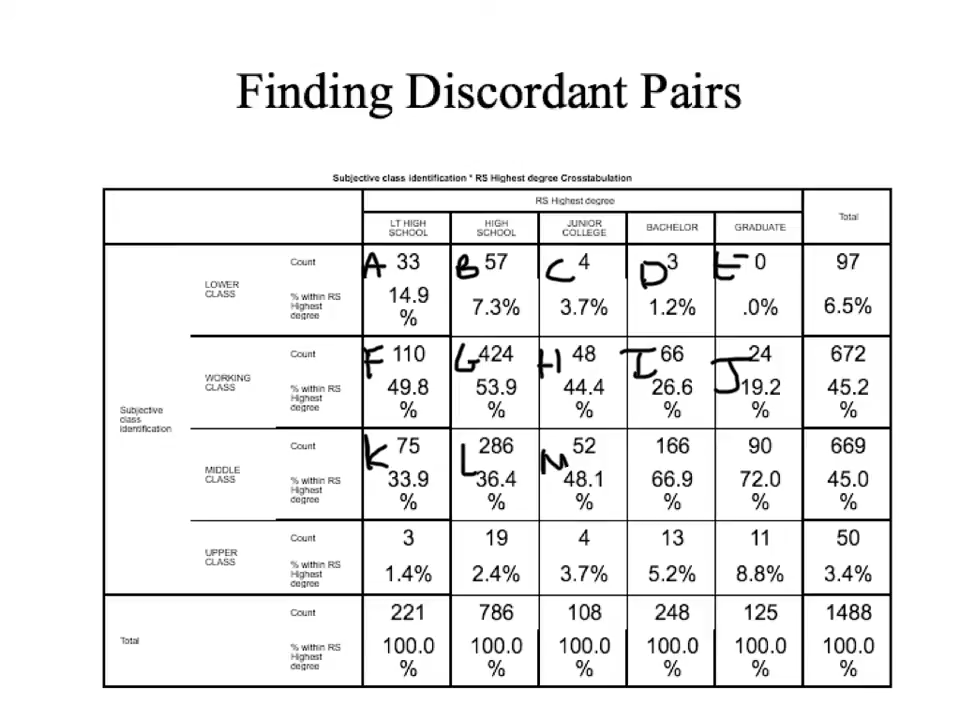 Finding Discordant Pairs
Subjective class identification * RS Highest degree Crosstabulation
RS Highest degree
Total
LT HIGH SCHOOL
HIGH SCHOOL
JUNIOR COLLEGE
BACHELOR
GRADUATE
Subjective class identification
LOWER CLASS
Count
A 33
B 57
C 4
D 3
E 0
97
% within RS Highest degree
14.9 %
7.3%
3.7%
1.2%
.0%
6.5%
WORKING CLASS
Count
F 110
G 424
H 48
I 66
J 24
672
% within RS Highest degree
49.8 %
53.9 %
44.4 %
26.6 %
19.2 %
45.2 %
MIDDLE CLASS
Count
K 75
L 286
M 52
166
90
669
% within RS Highest degree
33.9 %
36.4 %
48.1 %
66.9 %
72.0 %
45.0 %
UPPER CLASS
Count
3
19
4
13
11
50
% within RS Highest degree
1.4%
2.4%
3.7%
5.2%
8.8%
3.4%
Total
Count
221
786
108
248
125
1488
% within RS Highest degree
100.0 %
100.0 %
100.0 %
100.0 %
100.0 %
100.0 %